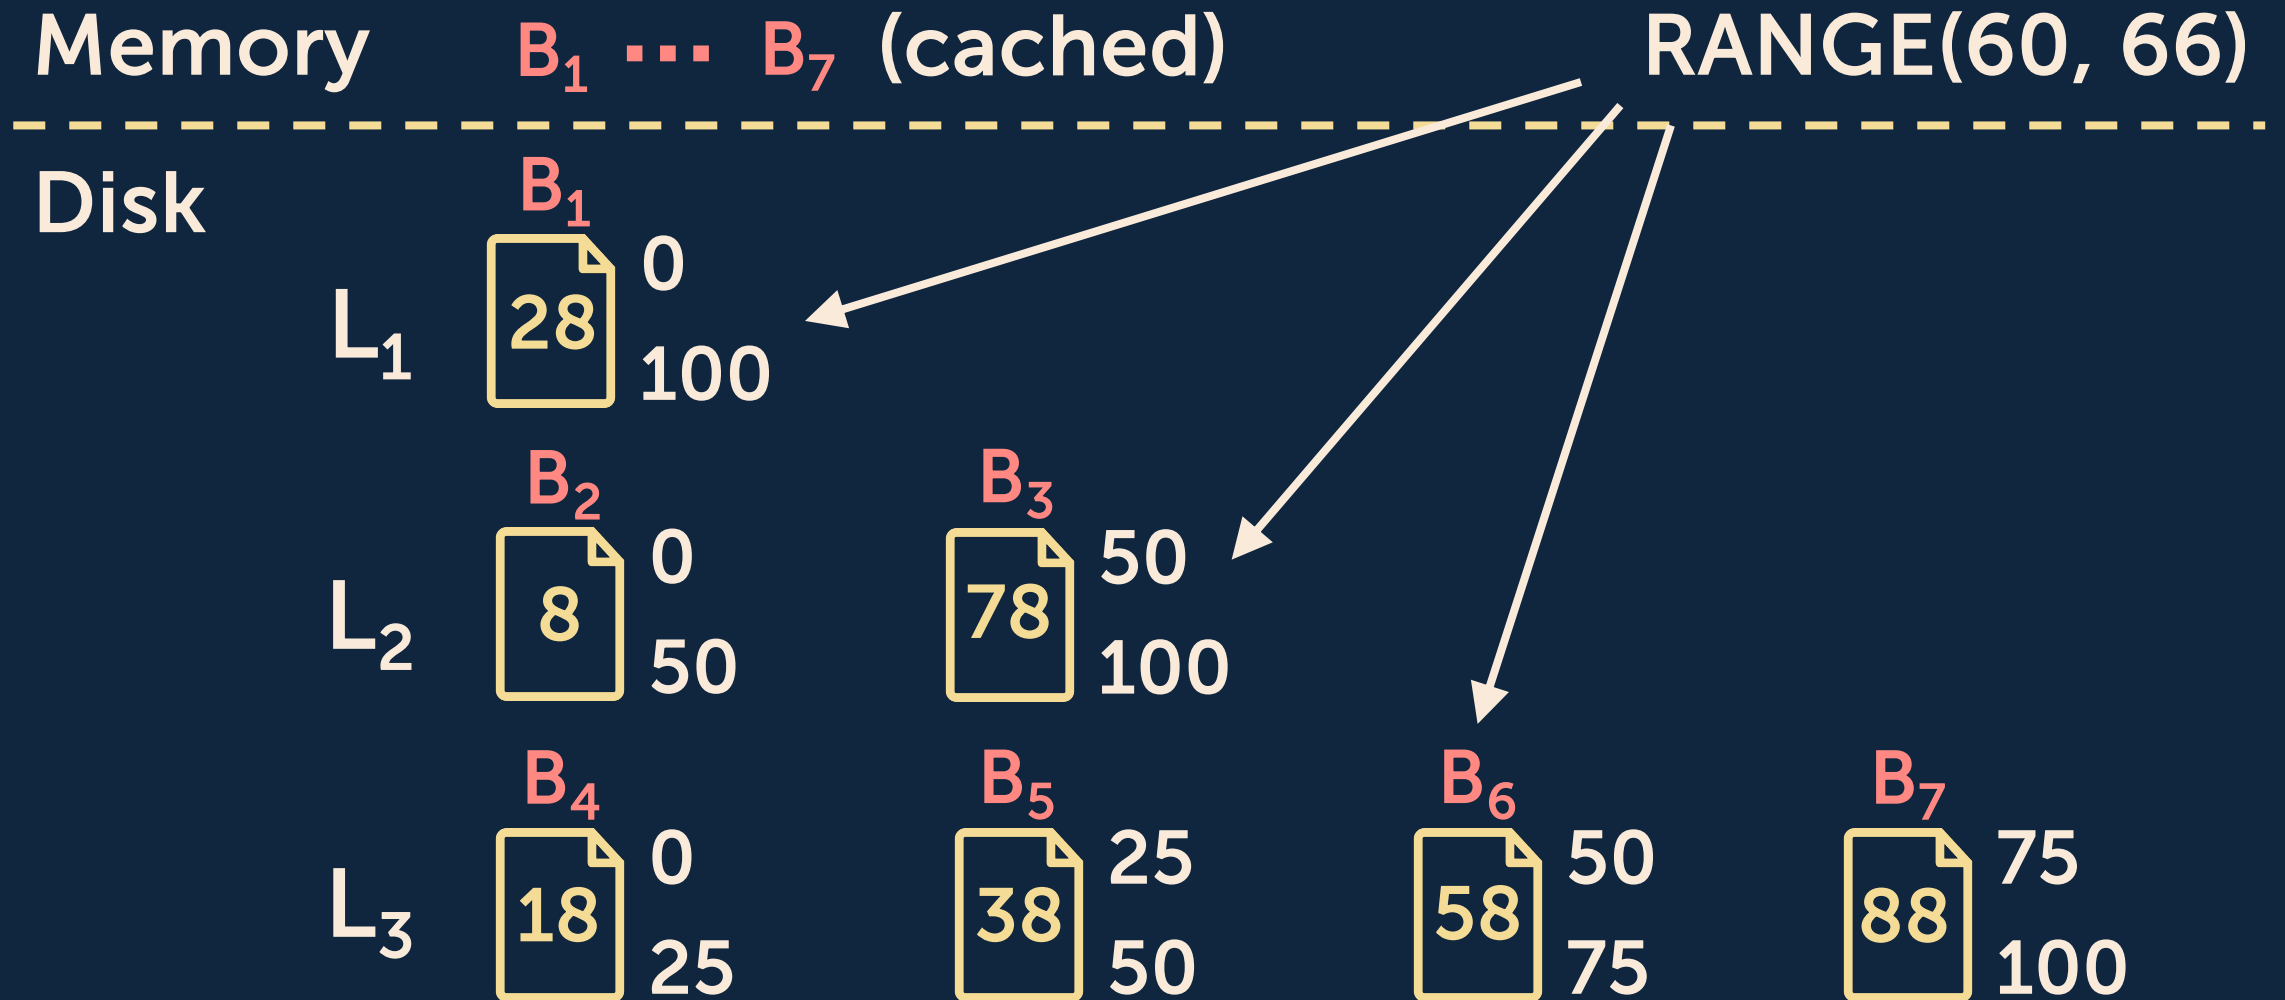 Memory B₁ ... B₇ (cached) RANGE(60, 66)
Disk
B₁
0
28
L₁
100
B₂ B₃
0 50
8 78
L₂
50 100
B₄ B₅ B₆ B₇
0 25 50 75
18 38 58 88
L₃
25 50 75 100